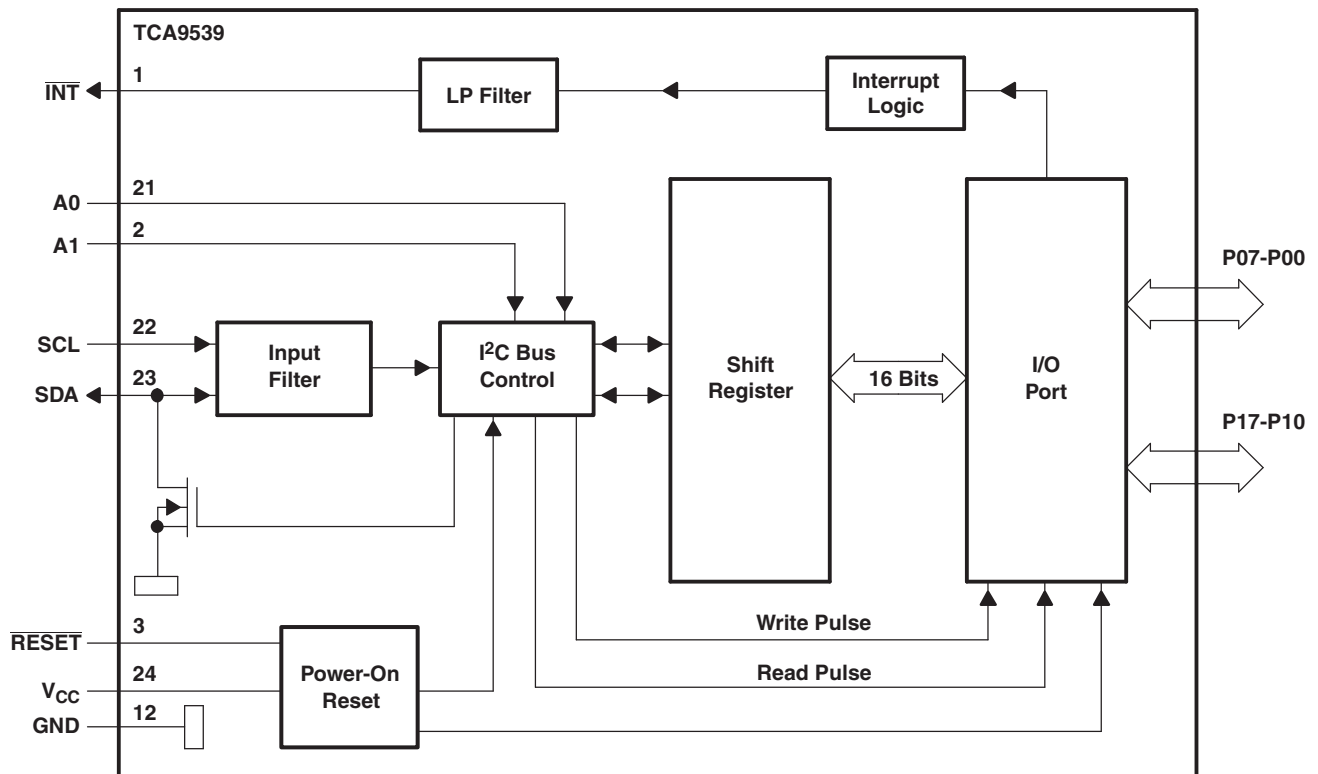 TCA9539
1
INT
LP Filter
Interrupt
Logic
21
A0
2
A1
22
SCL
23
SDA
Input
Filter
I²C Bus
Control
Shift
Register
16 Bits
I/O
Port
P07-P00
P17-P10
3
RESET
24
VCC
12
GND
Power-On
Reset
Write Pulse
Read Pulse